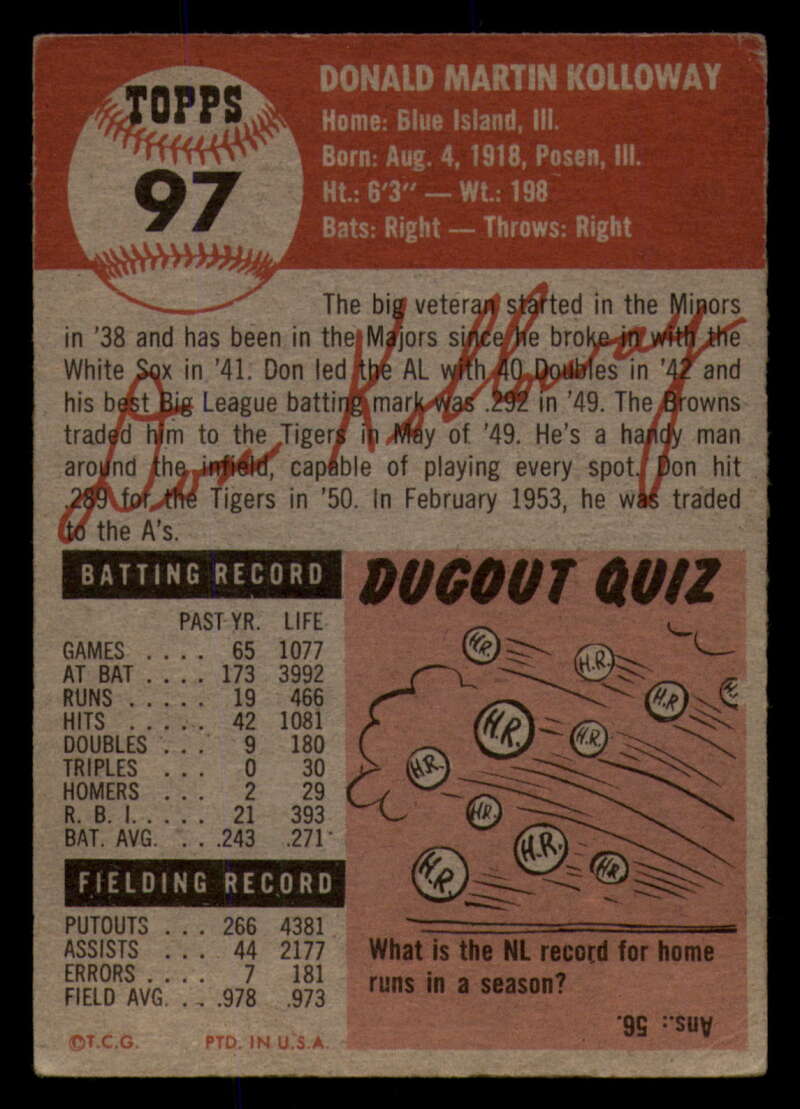 TOPPS
97
DONALD MARTIN KOLLOWAY
Home: Blue Island, Ill.
Born: Aug. 4, 1918, Posen, Ill.
Ht.: 6'3" — Wt.: 198
Bats: Right — Throws: Right
The big veteran started in the Minors
in '38 and has been in the Majors since he broke in with the
White Sox in '41. Don led the AL with 40 Doubles in '42 and
his best Big League batting mark was .292 in '49. The Browns
traded him to the Tigers in May of '49. He's a handy man
around the infield, capable of playing every spot. Don hit
.289 for the Tigers in '50. In February 1953, he was traded
to the A's.
Don Kolloway
BATTING RECORD
PAST YR. LIFE
GAMES . . . . 65 1077
AT BAT . . . . 173 3992
RUNS . . . . . 19 466
HITS . . . . . 42 1081
DOUBLES . . . 9 180
TRIPLES . . . 0 30
HOMERS . . . 2 29
R. B. I. . . . . 21 393
BAT. AVG. . . .243 .271
FIELDING RECORD
PUTOUTS . . . 266 4381
ASSISTS . . . 44 2177
ERRORS . . . . 7 181
FIELD AVG. . . .978 .973
©T.C.G. PTD. IN U.S.A.
DUGOUT QUIZ
H.R.
H.R.
H.R
H.R.
H.R.
H.R.
H.R.
H.R.
H.R.
H.R.
What is the NL record for home
runs in a season?
Ans.: 56.